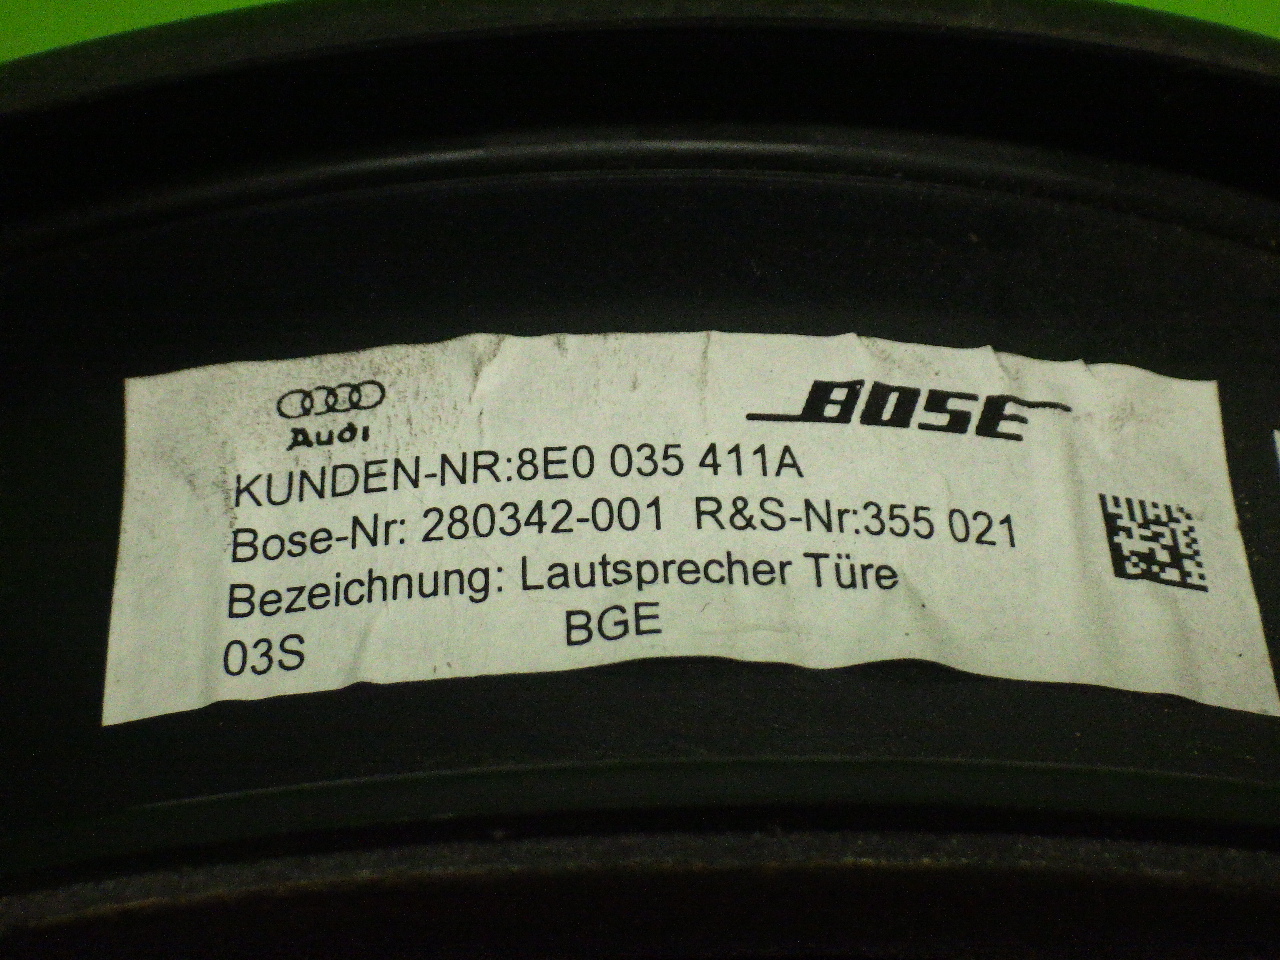 Audi
BOSE
KUNDEN-NR:8E0 035 411A
Bose-Nr: 280342-001 R&S-Nr:355 021
Bezeichnung: Lautsprecher Türe
03S BGE